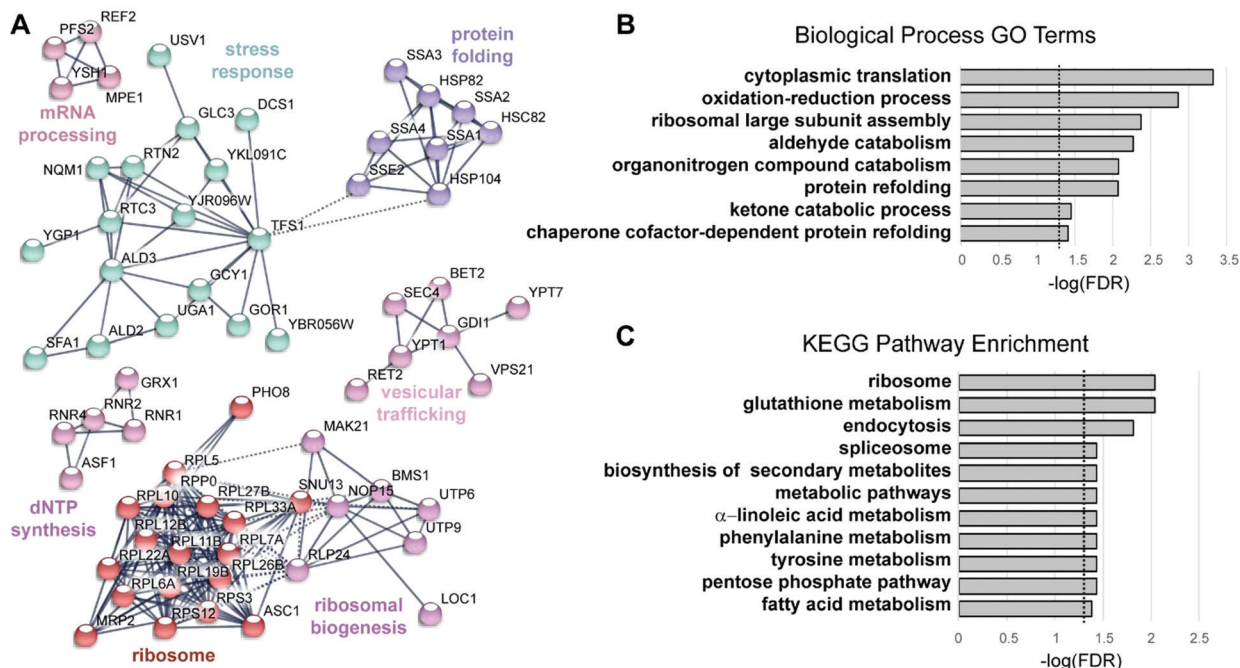 A
REF2
PFS2
YSH1
MPE1
mRNA
processing
USV1
stress
response
GLC3
DCS1
RTN2
YKL091C
NQM1
YJR096W
RTC3
TFS1
YGP1
ALD3
GCY1
UGA1
GOR1
SFA1
ALD2
YBR056W
protein
folding
SSA3
HSP82
SSA2
HSC82
SSA4
SSA1
SSE2
HSP104
BET2
SEC4
YPT7
GDI1
YPT1
RET2
VPS21
vesicular
trafficking
GRX1
RNR2
RNR4
RNR1
ASF1
dNTP
synthesis
PHO8
MAK21
RPL5
RPP0
SNU13
NOP15
BMS1
RPL10
RPL27B
UTP6
RPL33A
RPL12B
RPL11B
RPL7A
UTP9
RPL22A
RLP24
RPL19B
RPL26B
RPL6A
RPS3
ASC1
LOC1
RPS12
MRP2
ribosomal
biogenesis
ribosome
B
Biological Process GO Terms
cytoplasmic translation
oxidation-reduction process
ribosomal large subunit assembly
aldehyde catabolism
organonitrogen compound catabolism
protein refolding
ketone catabolic process
chaperone cofactor-dependent protein refolding
0 0.5 1 1.5 2 2.5 3 3.5
-log(FDR)
C
KEGG Pathway Enrichment
ribosome
glutathione metabolism
endocytosis
spliceosome
biosynthesis of secondary metabolites
metabolic pathways
α-linoleic acid metabolism
phenylalanine metabolism
tyrosine metabolism
pentose phosphate pathway
fatty acid metabolism
0 0.5 1 1.5 2 2.5
-log(FDR)